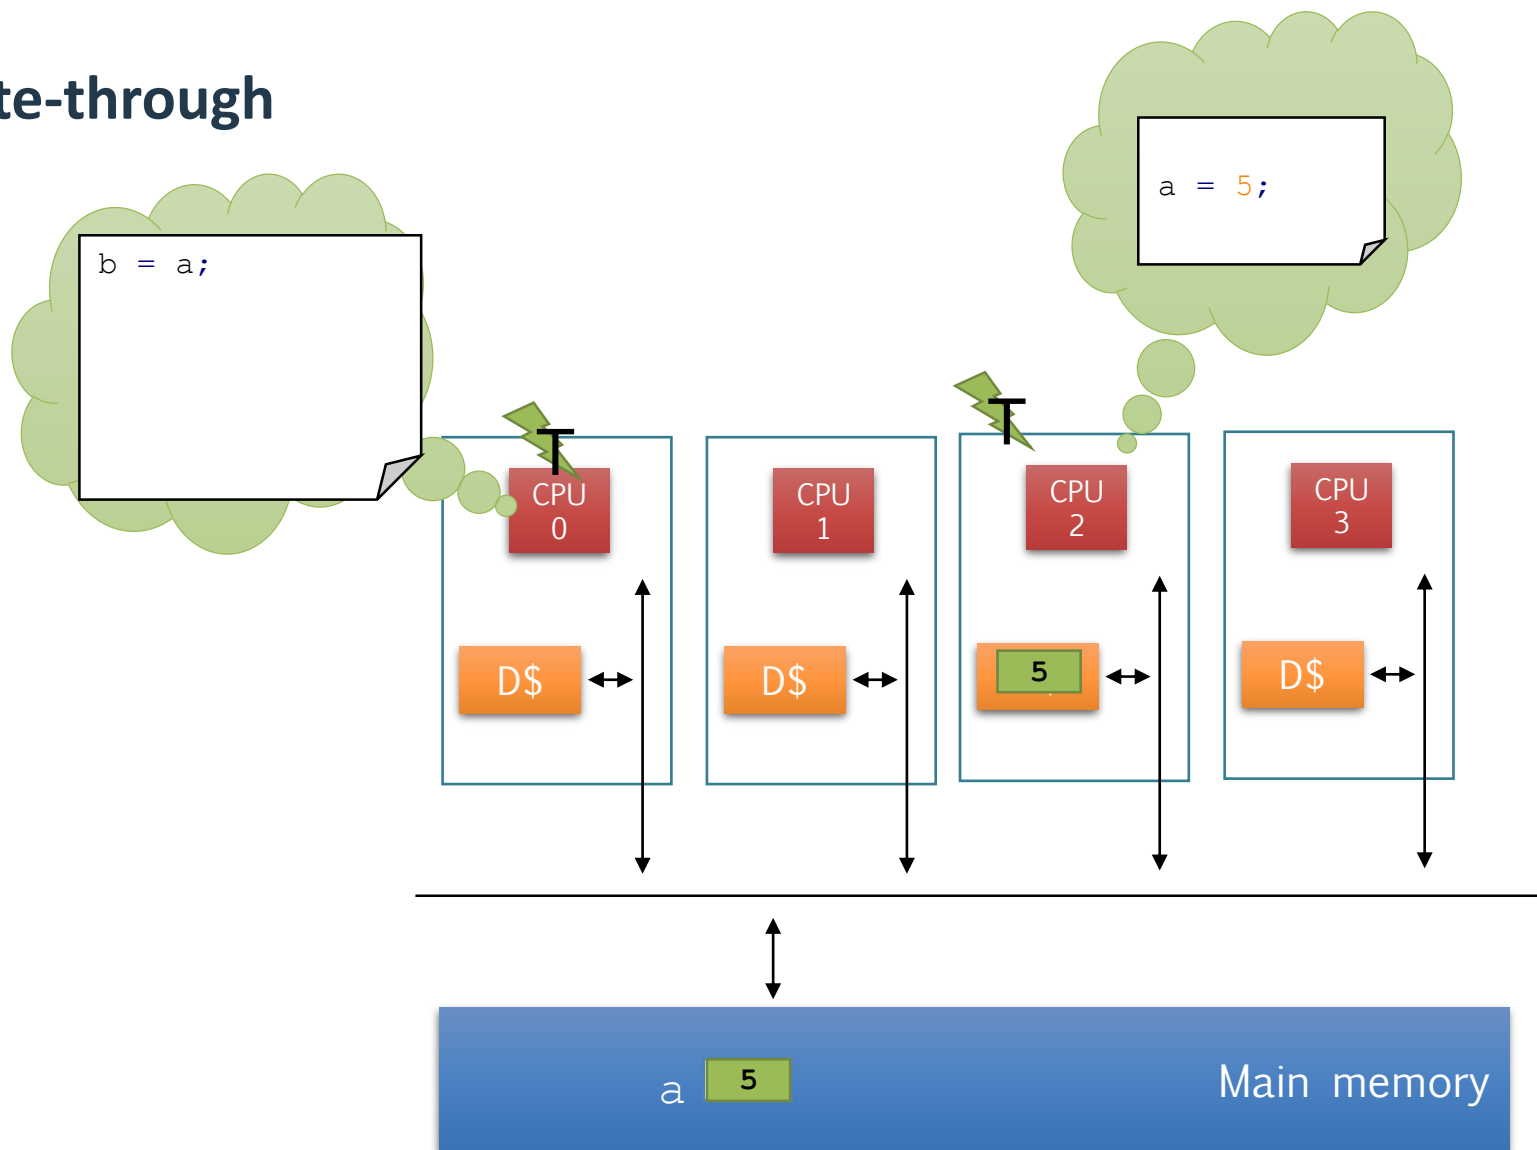 te-through
a = 5;
b = a;
T
T
CPU
0
CPU
1
CPU
2
CPU
3
D$
D$
5
D$
a
5
Main memory